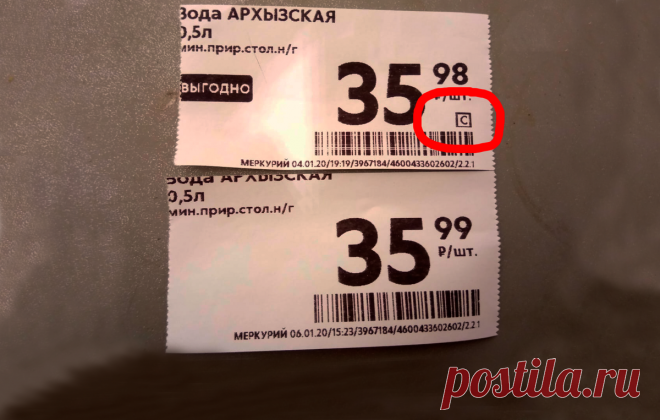 Вода АРХЫЗСКАЯ
0,5л
мин.прир.стол.н/г
ВЫГОДНО
35 98
₽/шт.
С
МЕРКУРИЙ 04.01.20/19:19/3967184/4600433602602/2.2.1
Вода АРХЫЗСКАЯ
0,5л
мин.прир.стол.н/г
35 99
₽/шт.
МЕРКУРИЙ 06.01.20/15:23/3967184/4600433602602/2.2.1
postila.ru